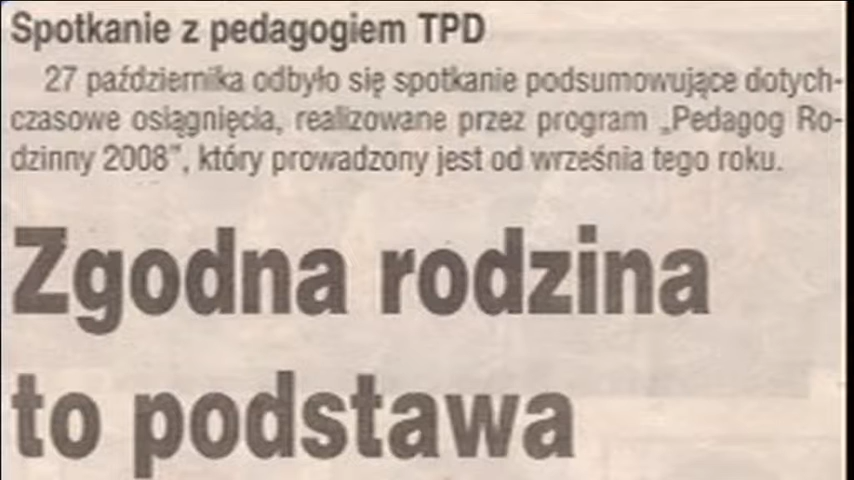 Spotkanie z pedagogiem TPD
27 października odbyło się spotkanie podsumowujące dotych-
czasowe osiągnięcia, realizowane przez program „Pedagog Ro-
dzinny 2008”, który prowadzony jest od września tego roku.
Zgodna rodzina
to podstawa